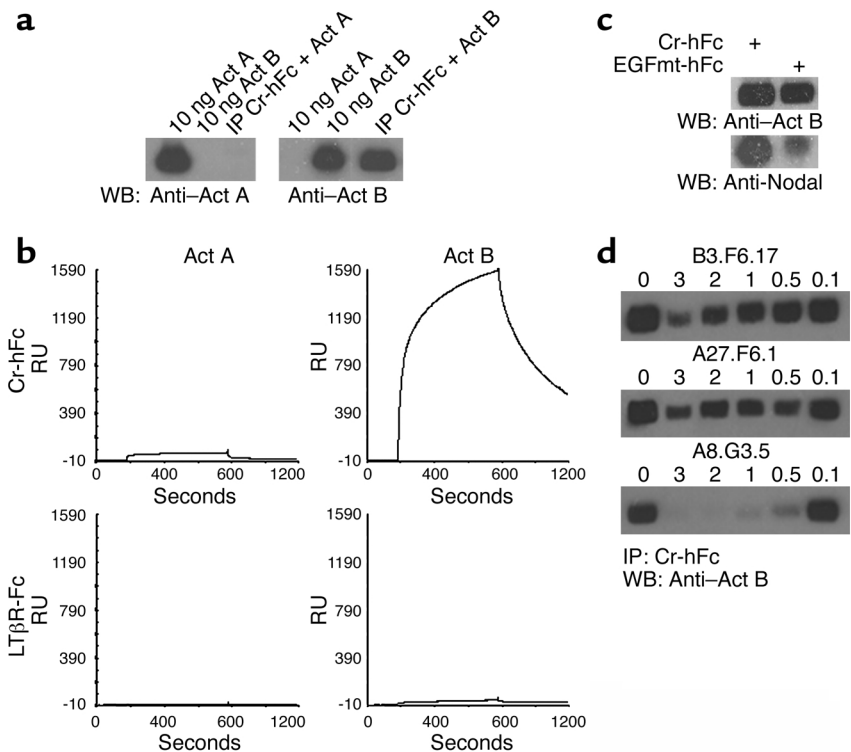 a
10 ng Act A
10 ng Act B
IP Cr-hFc + Act A
10 ng Act A
10 ng Act B
IP Cr-hFc + Act B
WB: Anti–Act A
Anti–Act B
c
Cr-hFc +
EGFmt-hFc +
WB: Anti–Act B
WB: Anti-Nodal
b
Act A
Act B
Cr-hFc
RU
1590
1190
790
390
-10
0 400 600 1200
Seconds
RU
1590
1190
790
390
-10
0 400 600 1200
Seconds
LTβR-Fc
RU
1590
1190
790
390
-10
0 400 600 1200
Seconds
RU
1590
1190
790
390
-10
0 400 600 1200
Seconds
d
B3.F6.17
0 3 2 1 0.5 0.1
A27.F6.1
0 3 2 1 0.5 0.1
A8.G3.5
0 3 2 1 0.5 0.1
IP: Cr-hFc
WB: Anti–Act B